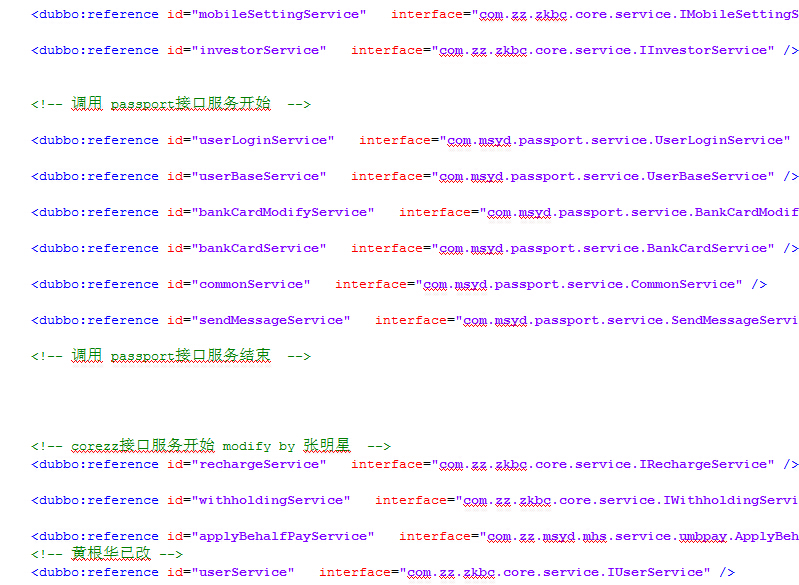 <dubbo:reference id="mobileSettingService" interface="com.zz.zkbc.core.service.IMobileSettingS
<dubbo:reference id="investorService" interface="com.zz.zkbc.core.service.IInvestorService" />
<!-- 调用 passport接口服务开始 -->
<dubbo:reference id="userLoginService" interface="com.msyd.passport.service.UserLoginService"
<dubbo:reference id="userBaseService" interface="com.msyd.passport.service.UserBaseService" />
<dubbo:reference id="bankCardModifyService" interface="com.msyd.passport.service.BankCardModif
<dubbo:reference id="bankCardService" interface="com.msyd.passport.service.BankCardService" />
<dubbo:reference id="commonService" interface="com.msyd.passport.service.CommonService" />
<dubbo:reference id="sendMessageService" interface="com.msyd.passport.service.SendMessageServi
<!-- 调用 passport接口服务结束 -->
<!-- corezz接口服务开始 modify by 张明星 -->
<dubbo:reference id="rechargeService" interface="com.zz.zkbc.core.service.IRechargeService" />
<dubbo:reference id="withholdingService" interface="com.zz.zkbc.core.service.IWithholdingServi
<dubbo:reference id="applyBehalfPayService" interface="com.zz.msyd.mhs.service.umbpay.ApplyBeh
<!-- 黄根华已改 -->
<dubbo:reference id="userService" interface="com.zz.zkbc.core.service.IUserService" />